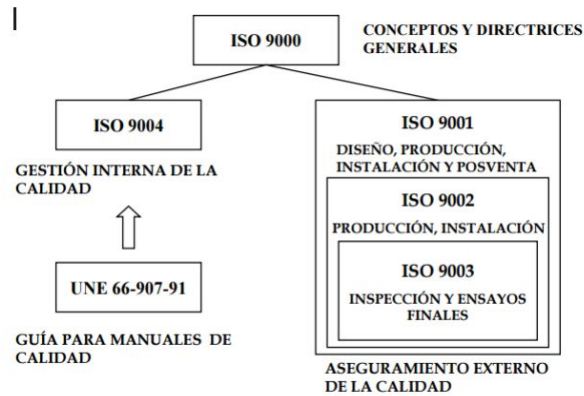 ISO 9000
CONCEPTOS Y DIRECTRICES
GENERALES
ISO 9004
GESTIÓN INTERNA DE LA
CALIDAD
UNE 66-907-91
GUÍA PARA MANUALES DE
CALIDAD
ISO 9001
DISEÑO, PRODUCCIÓN,
INSTALACIÓN Y POSVENTA
ISO 9002
PRODUCCIÓN, INSTALACIÓN
ISO 9003
INSPECCIÓN Y ENSAYOS
FINALES
ASEGURAMIENTO EXTERNO
DE LA CALIDAD